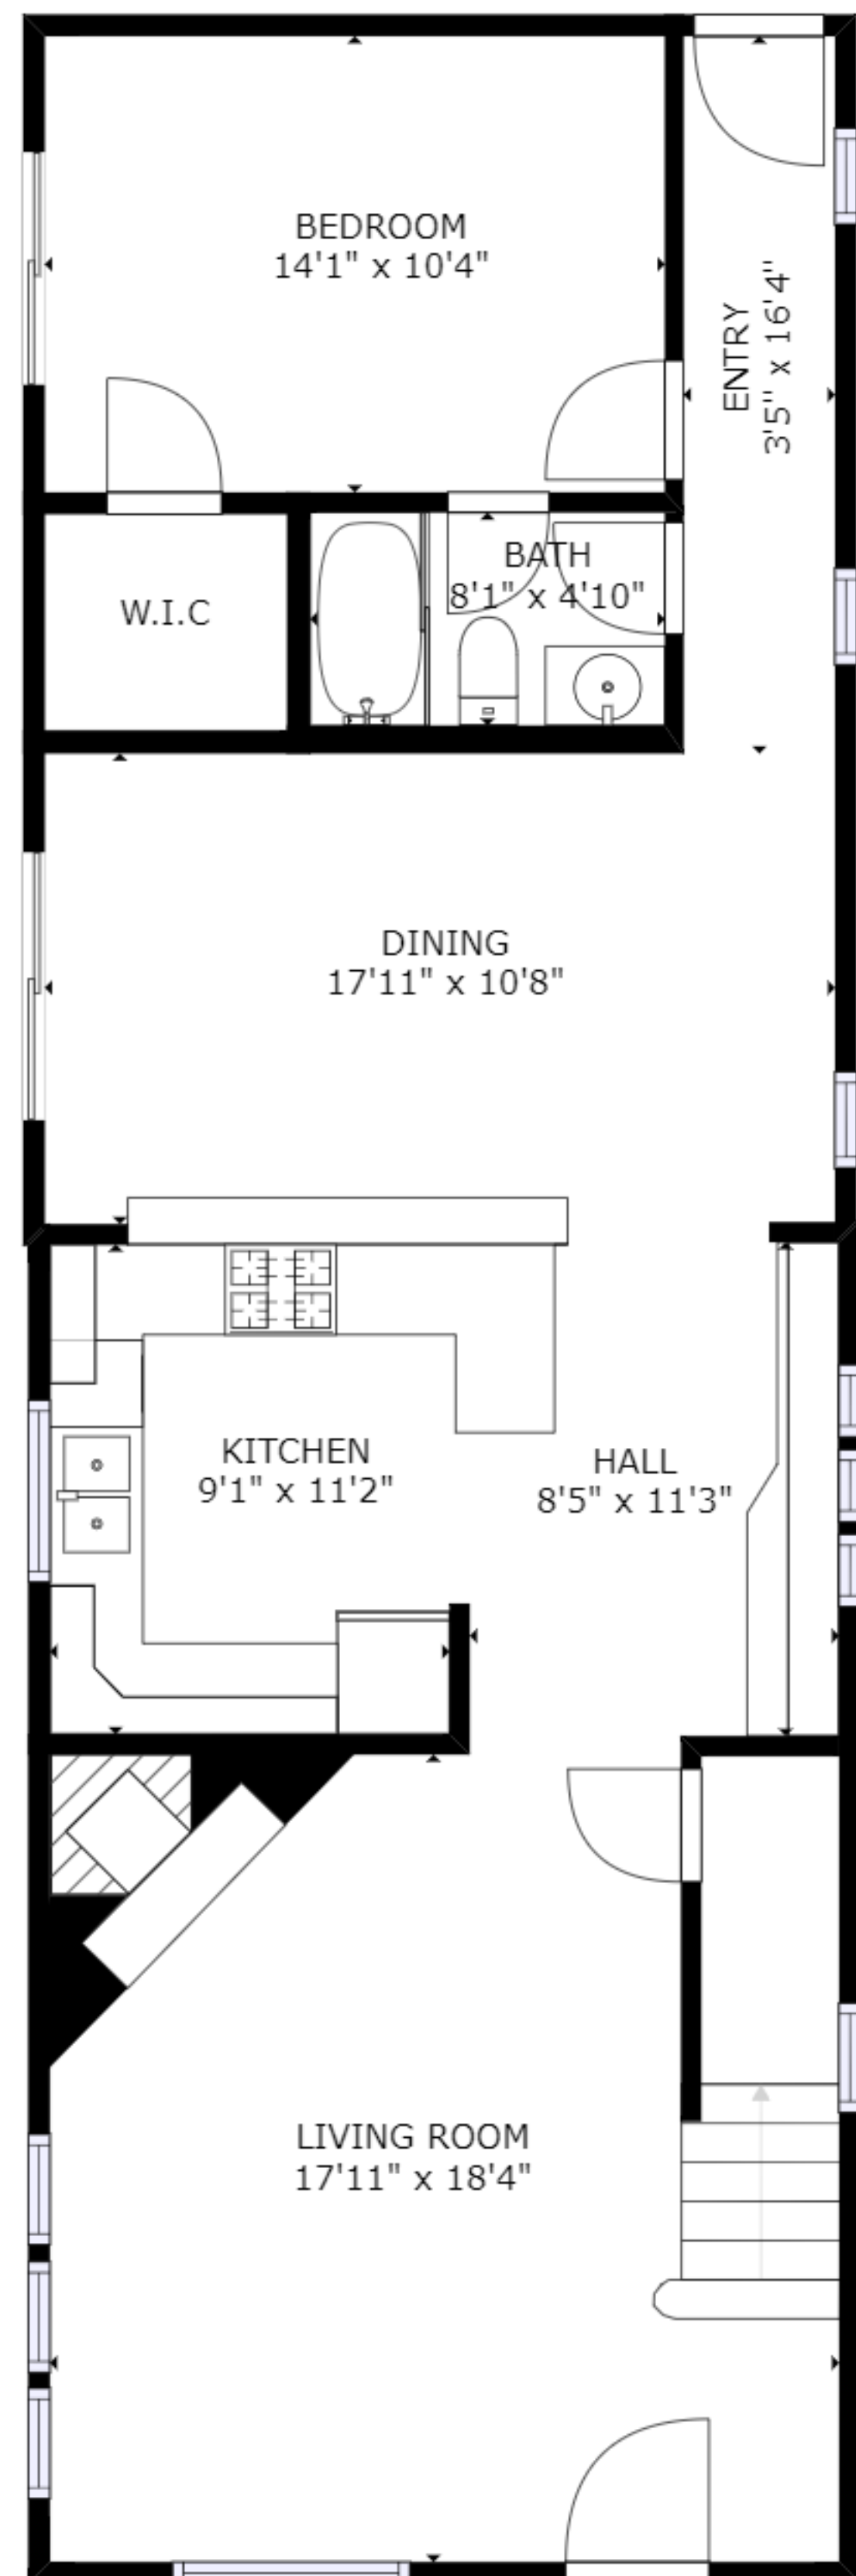 BEDROOM
14'1" x 10'4"
ENTRY
3'5" x 16'4"
BATH
8'1" x 4'10"
W.I.C
DINING
17'11" x 10'8"
KITCHEN
9'1" x 11'2"
HALL
8'5" x 11'3"
LIVING ROOM
17'11" x 18'4"